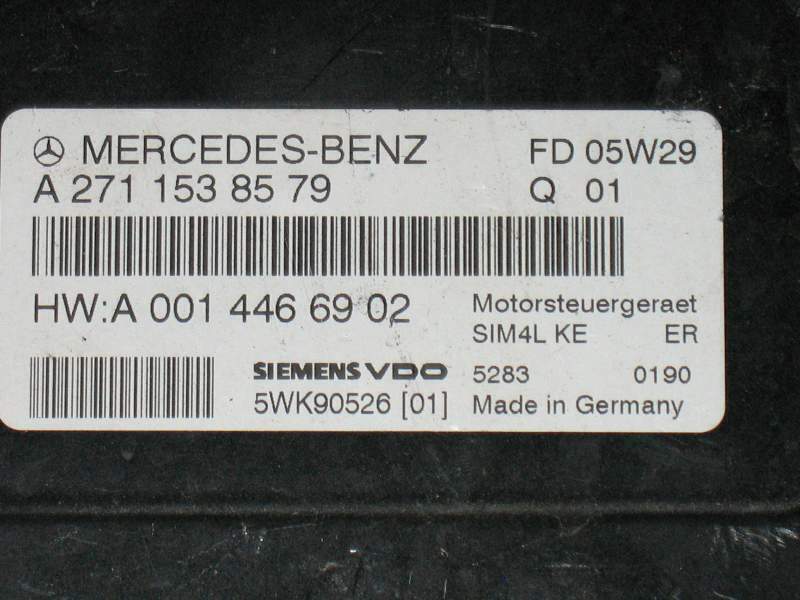 MERCEDES-BENZ FD 05W29
A 271 153 85 79 Q 01
HW:A 001 446 69 02 Motorsteuergeraet
SIM4L KE ER
SIEMENS VDO 5283 0190
5WK90526 [01] Made in Germany